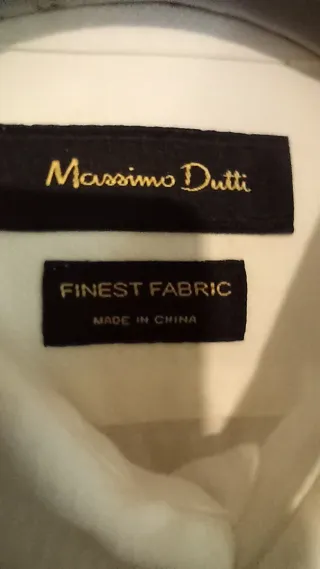 Massimo Dutti
FINEST FABRIC
MADE IN CHINA